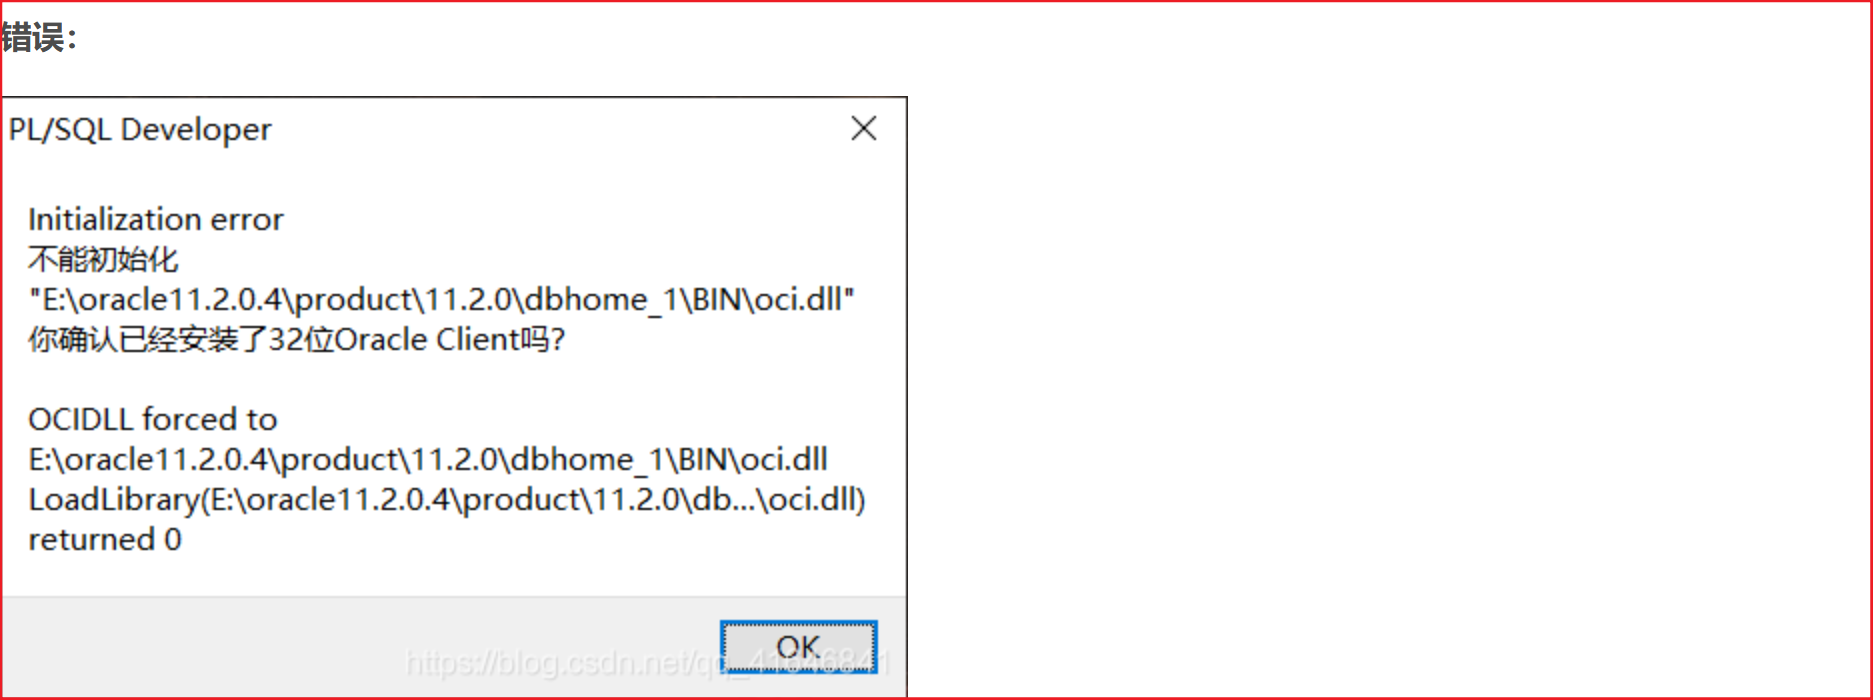 错误：
PL/SQL Developer
Initialization error
不能初始化
"E:\oracle11.2.0.4\product\11.2.0\dbhome_1\BIN\oci.dll"
你确认已经安装了32位Oracle Client吗?
OCIDLL forced to
E:\oracle11.2.0.4\product\11.2.0\dbhome_1\BIN\oci.dll
LoadLibrary(E:\oracle11.2.0.4\product\11.2.0\db...\oci.dll)
returned 0
OK
https://blog.csdn.net/qq_41646841